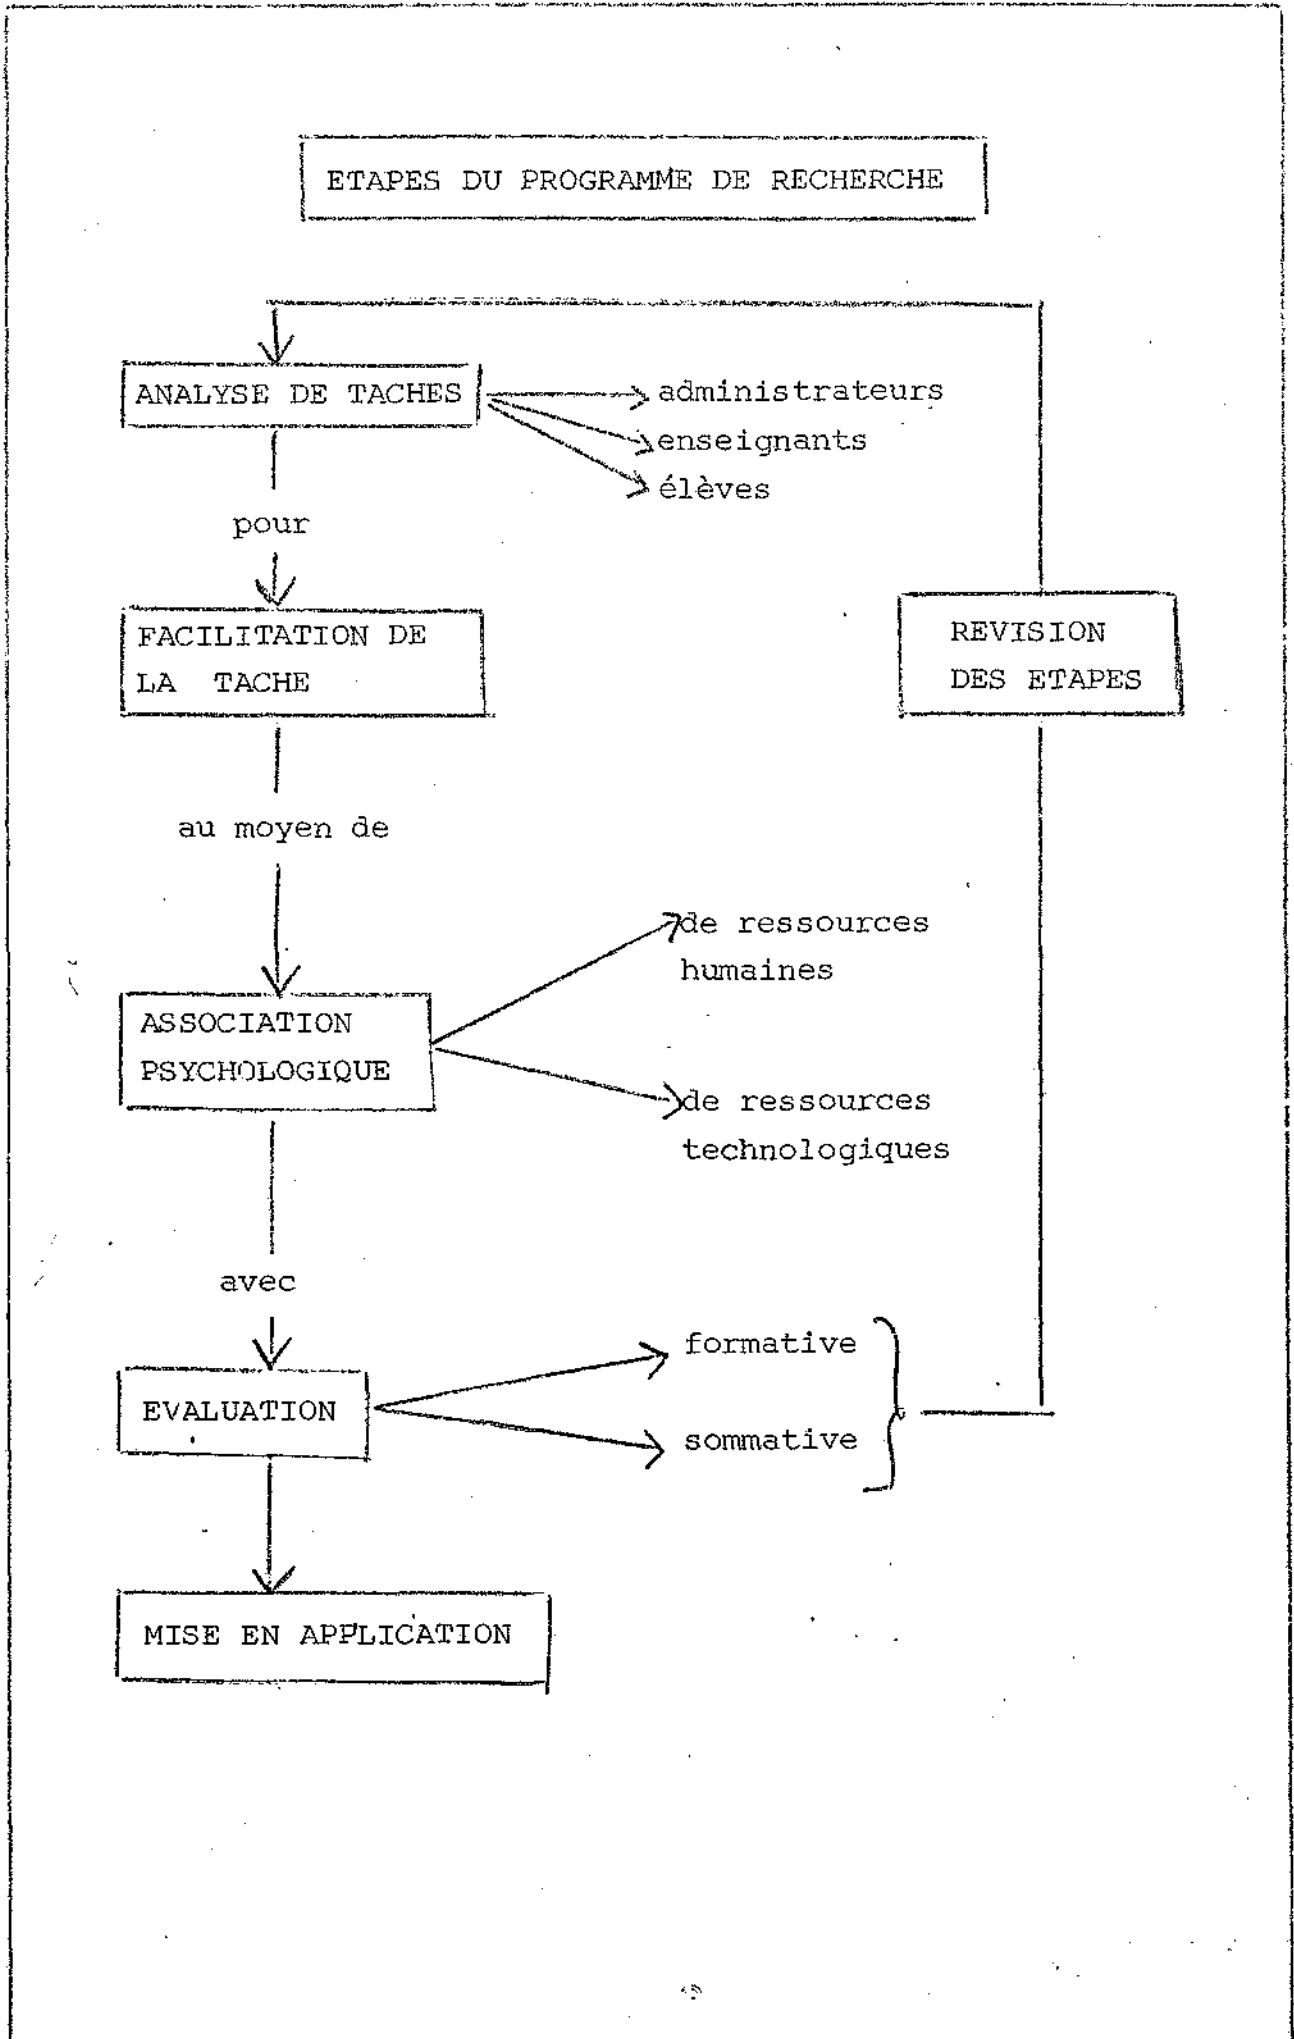 ETAPES DU PROGRAMME DE RECHERCHE
ANALYSE DE TACHES
administrateurs
enseignants
élèves
pour
FACILITATION DE
LA TACHE
REVISION
DES ETAPES
au moyen de
de ressources
humaines
ASSOCIATION
PSYCHOLOGIQUE
de ressources
technologiques
avec
formative
EVALUATION
sommative
MISE EN APPLICATION